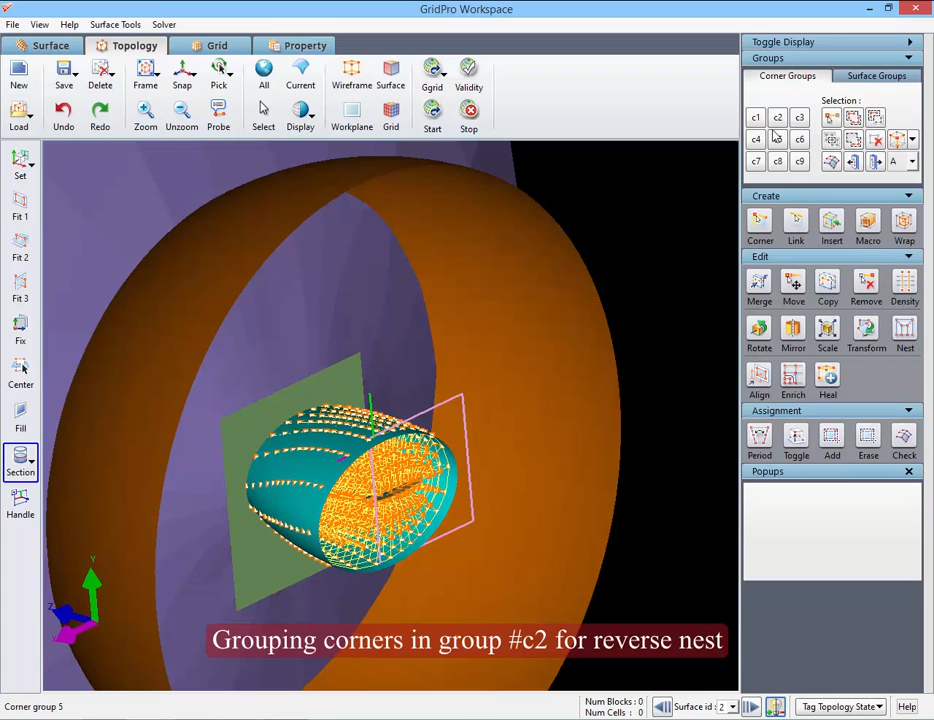 GridPro Workspace
File View Help Surface Tools Solver
Surface Topology Grid Property
New Save Delete Frame Snap Pick All Current Wireframe Surface Ggrid Validity
Load Undo Redo Zoom Unzoom Probe Select Display Workplane Grid Start Stop
Set
Fit 1
Fit 2
Fit 3
Fix
Center
Fill
Section
Handle
Y
Z
X
Grouping corners in group #c2 for reverse nest
Toggle Display
Groups
Corner Groups Surface Groups
Selection :
c1 c2 c3
c4 c5 c6
c7 c8 c9 A
Create
Corner Link Insert Macro Wrap
Edit
Merge Move Copy Remove Density
Rotate Mirror Scale Transform Nest
Align Enrich Heal
Assignment
Period Toggle Add Erase Check
Popups
Corner group 5
Num Blocks: 0
Num Cells : 0
Surface id: 2
Tag Topology State
Help